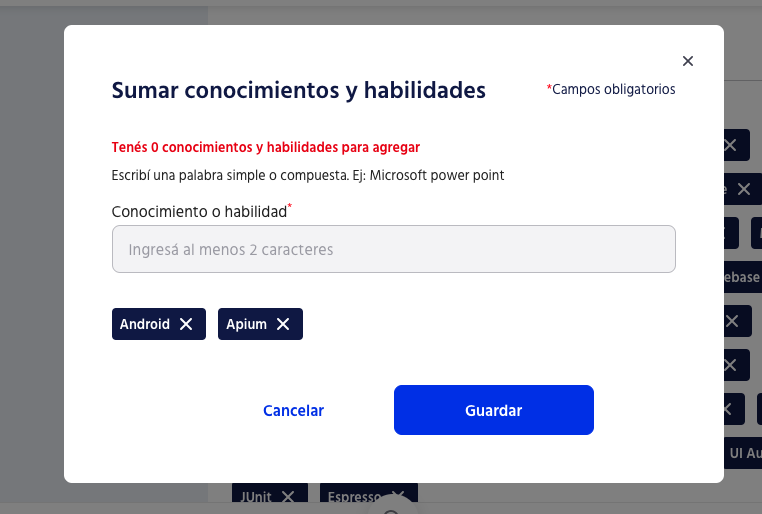 Sumar conocimientos y habilidades
*Campos obligatorios
Tenés 0 conocimientos y habilidades para agregar
Escribí una palabra simple o compuesta. Ej: Microsoft power point
Conocimiento o habilidad*
Ingresá al menos 2 caracteres
Android
Apium
Cancelar
Guardar
ebase
UI Au
JUnit
Espresso